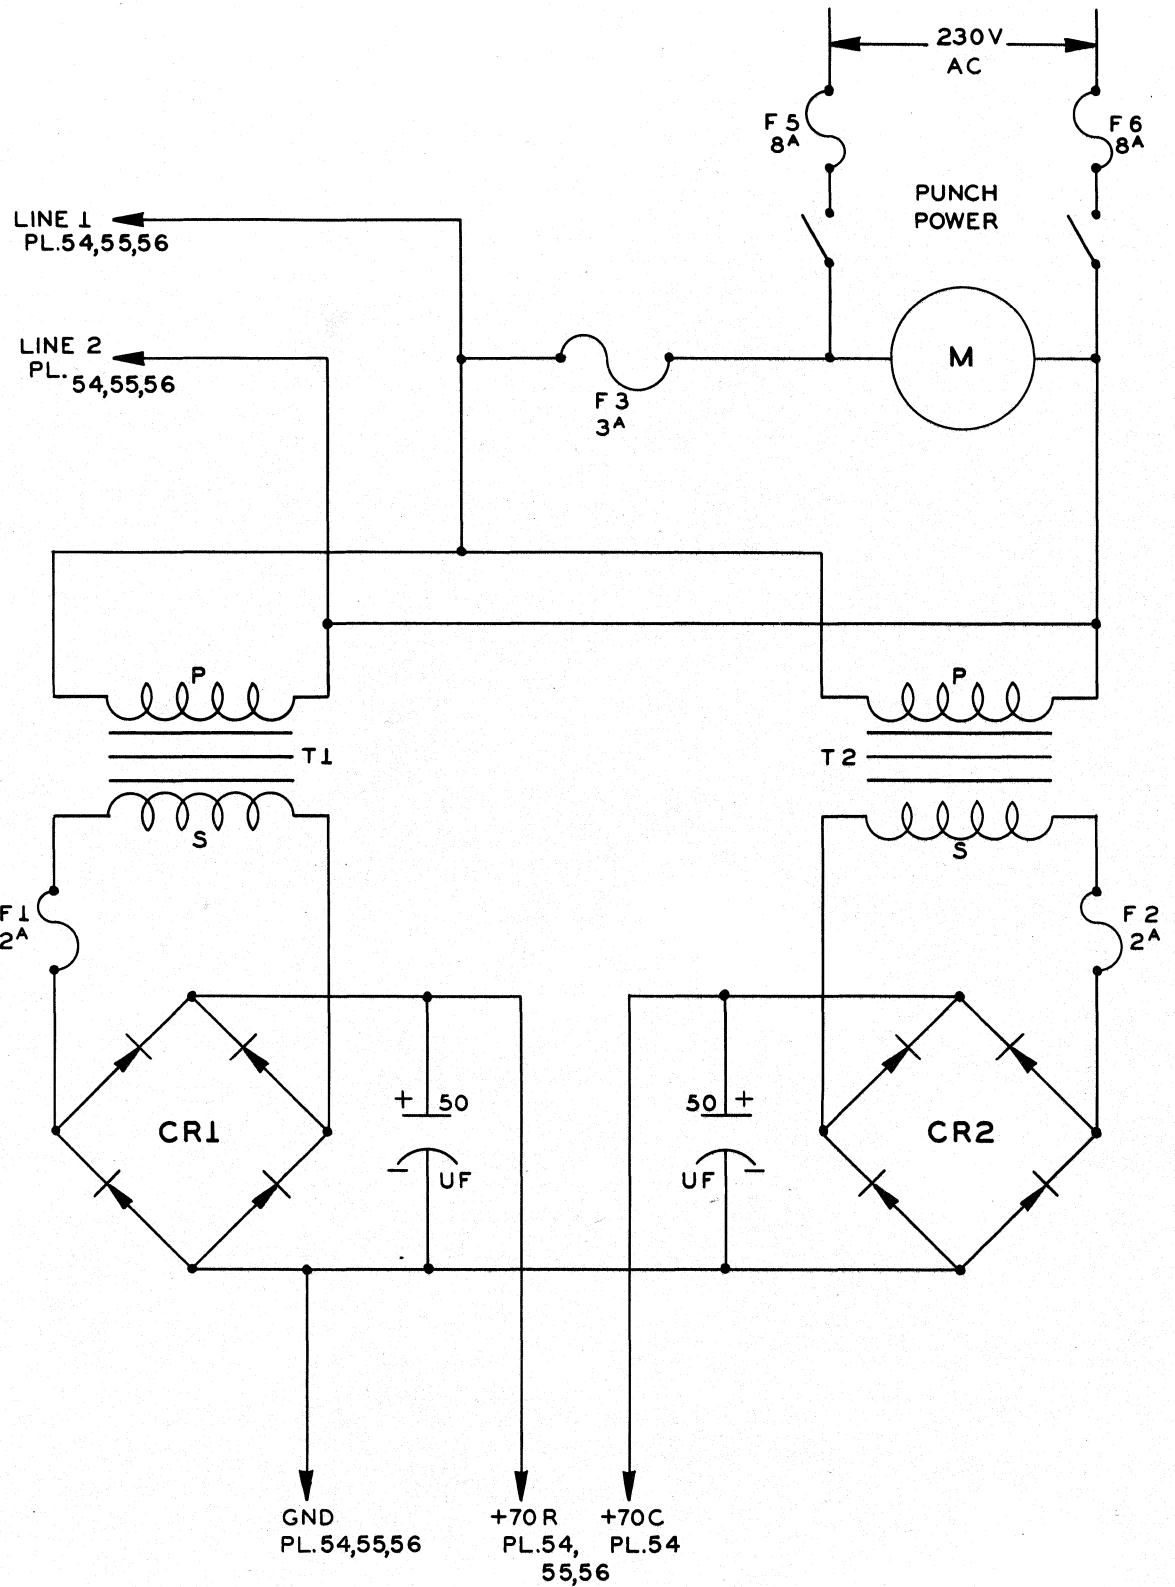 230V
AC
F5
8A
F6
8A
PUNCH
POWER
LINE 1
PL.54,55,56
LINE 2
PL.
54,55,56
M
F3
3A
P
P
T1
T2
S
S
F1
2A
F2
2A
+ 50
50 +
CR1
CR2
− UF
UF −
GND
PL.54,55,56
+70R
PL.54,
55,56
+70C
PL.54